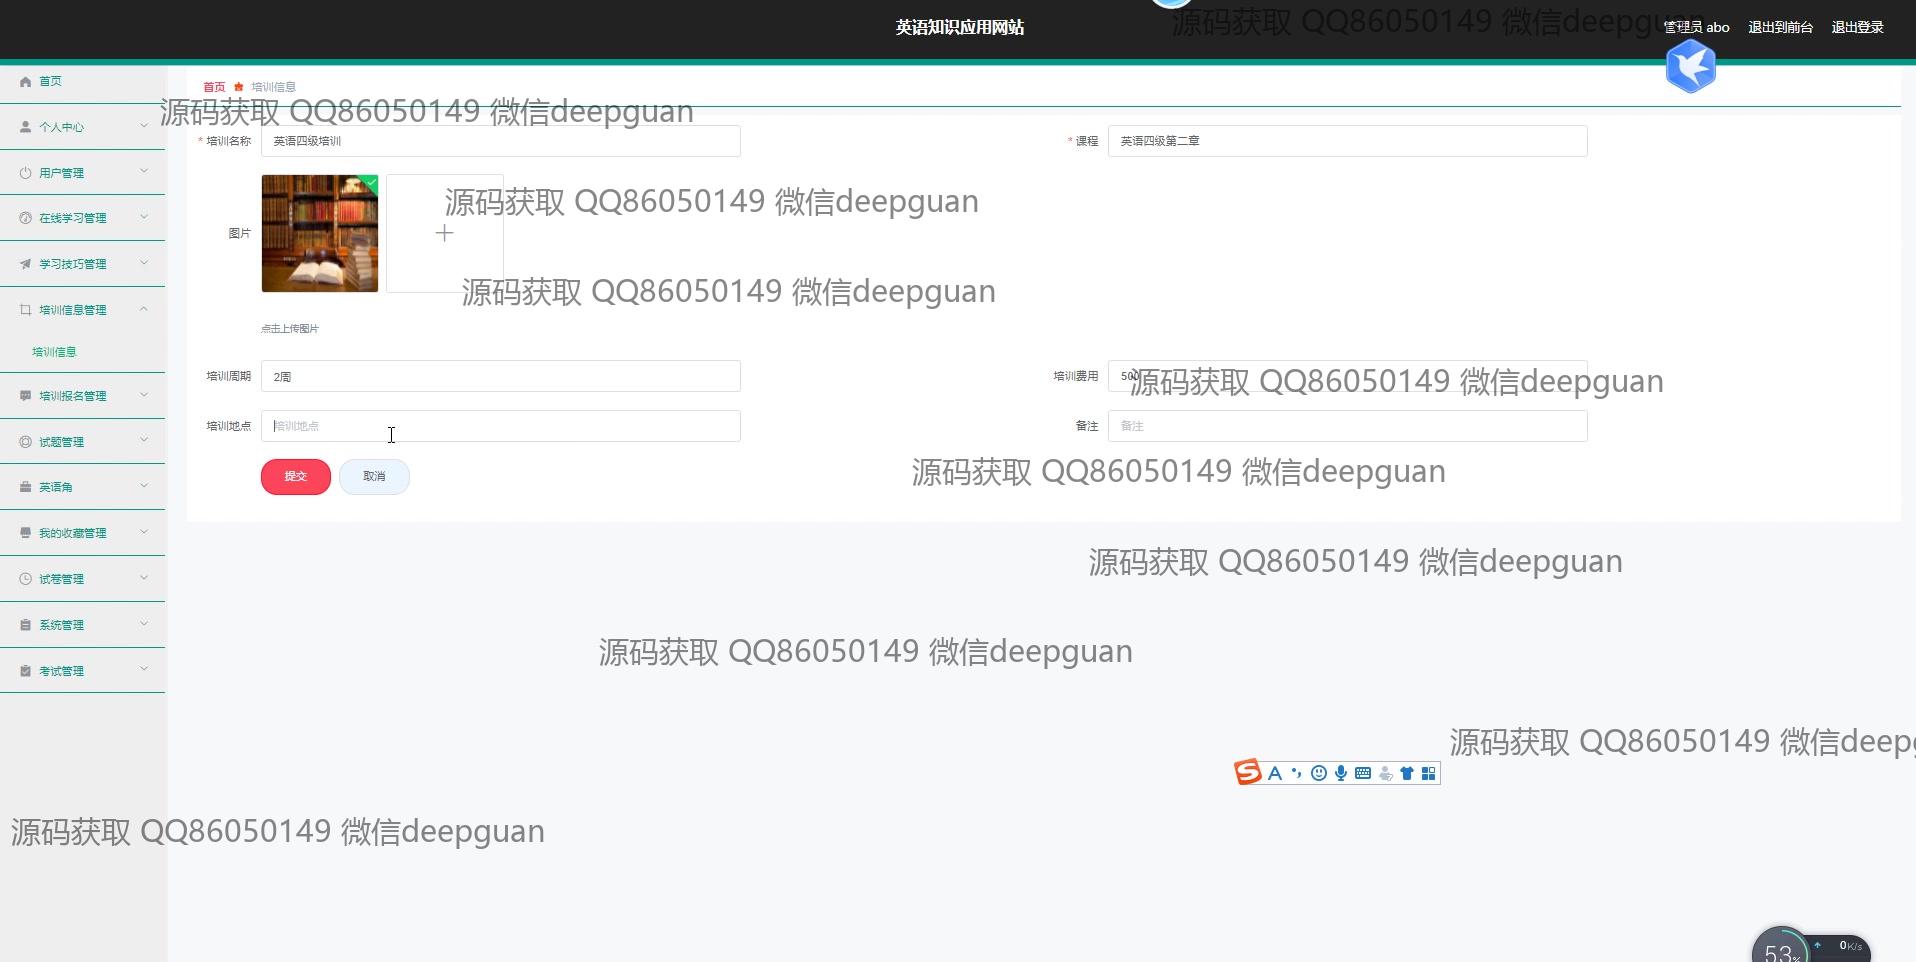 英语知识应用网站
源码获取 QQ86050149 微信deepguan
管理员 abo 退出到前台 退出登录
首页
首页 培训信息
源码获取 QQ86050149 微信deepguan
个人中心
* 培训名称 英语四级培训 * 课程 英语四级第二章
用户管理
源码获取 QQ86050149 微信deepguan
在线学习管理
图片
学习技巧管理
源码获取 QQ86050149 微信deepguan
培训信息管理
点击上传图片
培训信息
培训周期 2周 培训费用 500
源码获取 QQ86050149 微信deepguan
培训报名管理
培训地点 培训地点 备注 备注
试题管理
提交 取消
源码获取 QQ86050149 微信deepguan
英语角
我的收藏管理
源码获取 QQ86050149 微信deepguan
试卷管理
系统管理
源码获取 QQ86050149 微信deepguan
考试管理
源码获取 QQ86050149 微信deepg
S A
源码获取 QQ86050149 微信deepguan
53% 0K/s